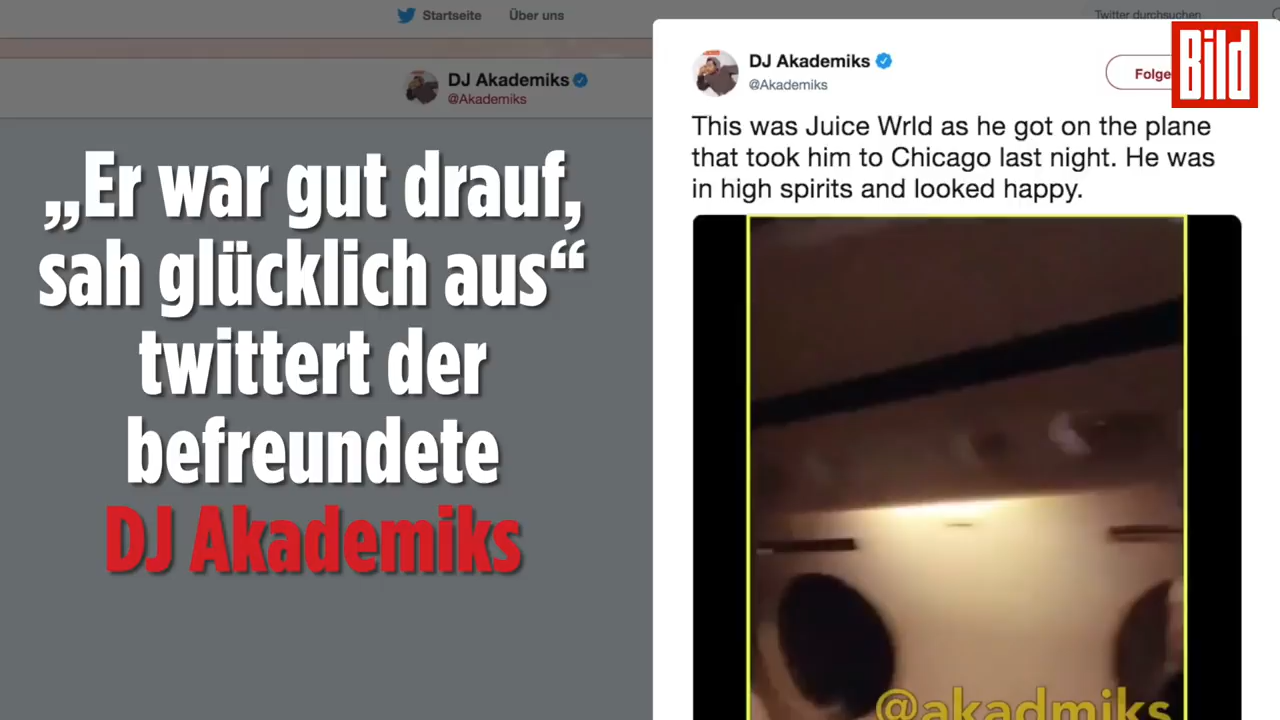 Startseite Über uns
Twitter durchsuchen
DJ Akademiks
@Akademiks
„Er war gut drauf,
sah glücklich aus“
twittert der
befreundete
DJ Akademiks
Bild
DJ Akademiks
@Akademiks
Folge
This was Juice Wrld as he got on the plane
that took him to Chicago last night. He was
in high spirits and looked happy.
@akadmiks